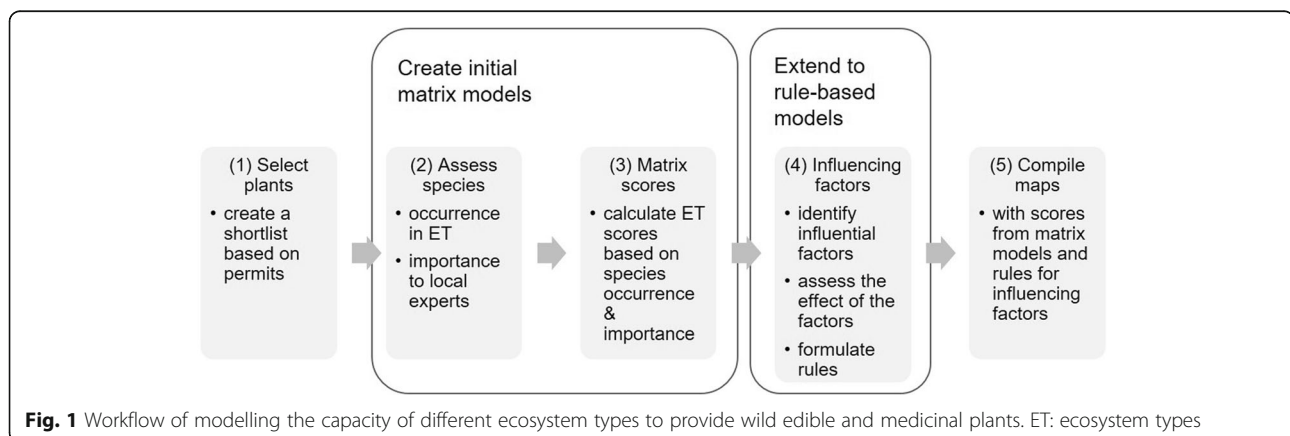 Create initial
matrix models
Extend to
rule-based
models
(1) Select
plants
• create a
shortlist
based on
permits
(2) Assess
species
• occurrence
in ET
• importance
to local
experts
(3) Matrix
scores
• calculate ET
scores
based on
species
occurrence
&
importance
(4) Influencing
factors
• identify
influential
factors
• assess the
effect of the
factors
• formulate
rules
(5) Compile
maps
• with scores
from matrix
models and
rules for
influencing
factors
Fig. 1 Workflow of modelling the capacity of different ecosystem types to provide wild edible and medicinal plants. ET: ecosystem types